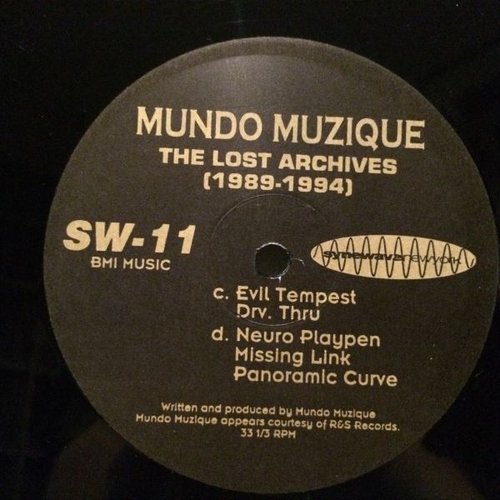 MUNDO MUZIQUE
THE LOST ARCHIVES
(1989-1994)
SW-11
BMI MUSIC
synewavenewyork
c. Evil Tempest
Drv. Thru
d. Neuro Playpen
Missing Link
Panoramic Curve
Written and produced by Mundo Muzique
Mundo Muzique appears courtesy of R&S Records.
33 1/3 RPM